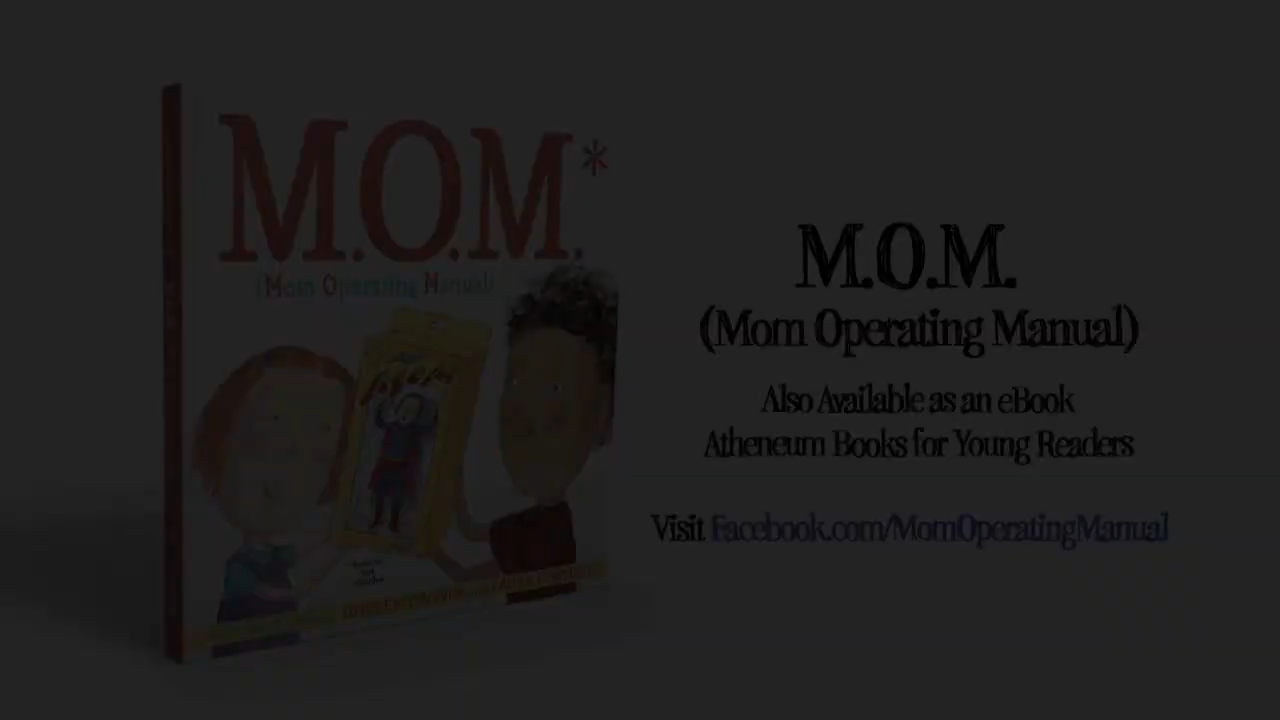 M.O.M.*
(Mom Operating Manual)
Mom
M.O.M.
(Mom Operating Manual)
Also Available as an eBook
Atheneum Books for Young Readers
Visit Facebook.com/MomOperatingManual